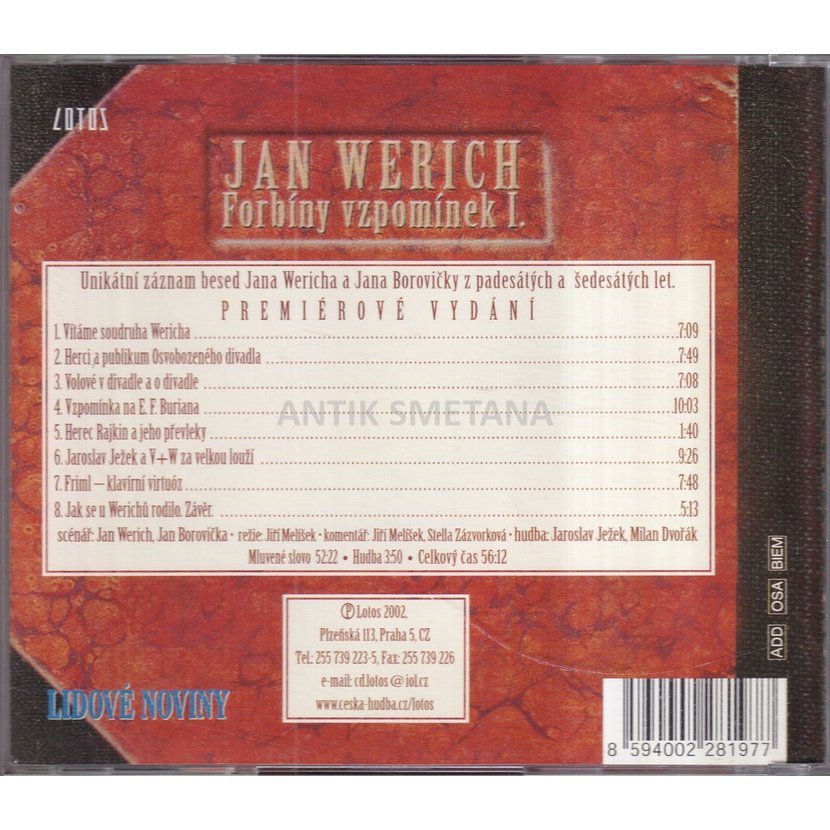 LOTOS
JAN WERICH
Forbíny vzpomínek I.
Unikátní záznam besed Jana Wericha a Jana Borovičky z padesátých a šedesátých let.
PREMIÉROVÉ VYDÁNÍ
1. Vítáme soudruha Wericha 7:09
2. Herci a publikum Osvobozeného divadla 7:49
3. Volové v divadle a o divadle 7:08
4. Vzpomínka na E. F. Buriana 10:03
ANTIK SMETANA
5. Herec Rajkin a jeho převleky 1:40
6. Jaroslav Ježek a V+W za velkou louží 9:26
7. Friml – klavírní virtuóz 7:48
8. Jak se u Werichů rodilo. Závěr. 5:13
scénář: Jan Werich, Jan Borovička • režie: Jiří Melíšek • komentář: Jiří Melíšek, Stella Zázvorková • hudba: Jaroslav Ježek, Milan Dvořák
Mluvené slovo 52:22 • Hudba 3:50 • Celkový čas 56:12
Ⓟ Lotos 2002,
Plzeňská 113, Praha 5, CZ
Tel.: 255 739 223-5, Fax: 255 739 226
e-mail: cd.lotos@iol.cz
www.ceska-hudba.cz/lotos
LIDOVÉ NOVINY
ADD OSA BIEM
8 594002 281977